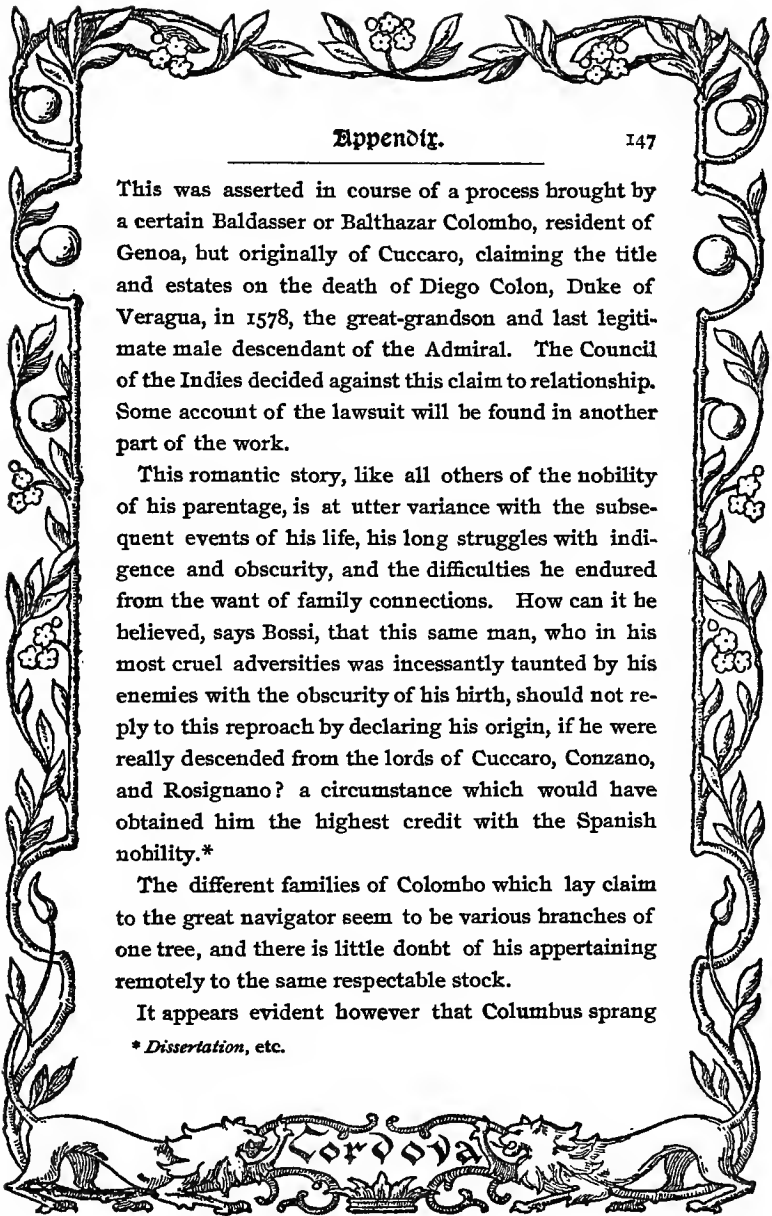 Appendix. 147
This was asserted in course of a process brought by
a certain Baldasser or Balthazar Colombo, resident of
Genoa, but originally of Cuccaro, claiming the title
and estates on the death of Diego Colon, Duke of
Veragua, in 1578, the great-grandson and last legiti-
mate male descendant of the Admiral. The Council
of the Indies decided against this claim to relationship.
Some account of the lawsuit will be found in another
part of the work.
This romantic story, like all others of the nobility
of his parentage, is at utter variance with the subse-
quent events of his life, his long struggles with indi-
gence and obscurity, and the difficulties he endured
from the want of family connections. How can it be
believed, says Bossi, that this same man, who in his
most cruel adversities was incessantly taunted by his
enemies with the obscurity of his birth, should not re-
ply to this reproach by declaring his origin, if he were
really descended from the lords of Cuccaro, Conzano,
and Rosignano? a circumstance which would have
obtained him the highest credit with the Spanish
nobility.*
The different families of Colombo which lay claim
to the great navigator seem to be various branches of
one tree, and there is little doubt of his appertaining
remotely to the same respectable stock.
It appears evident however that Columbus sprang
* Dissertation, etc.
Cordova